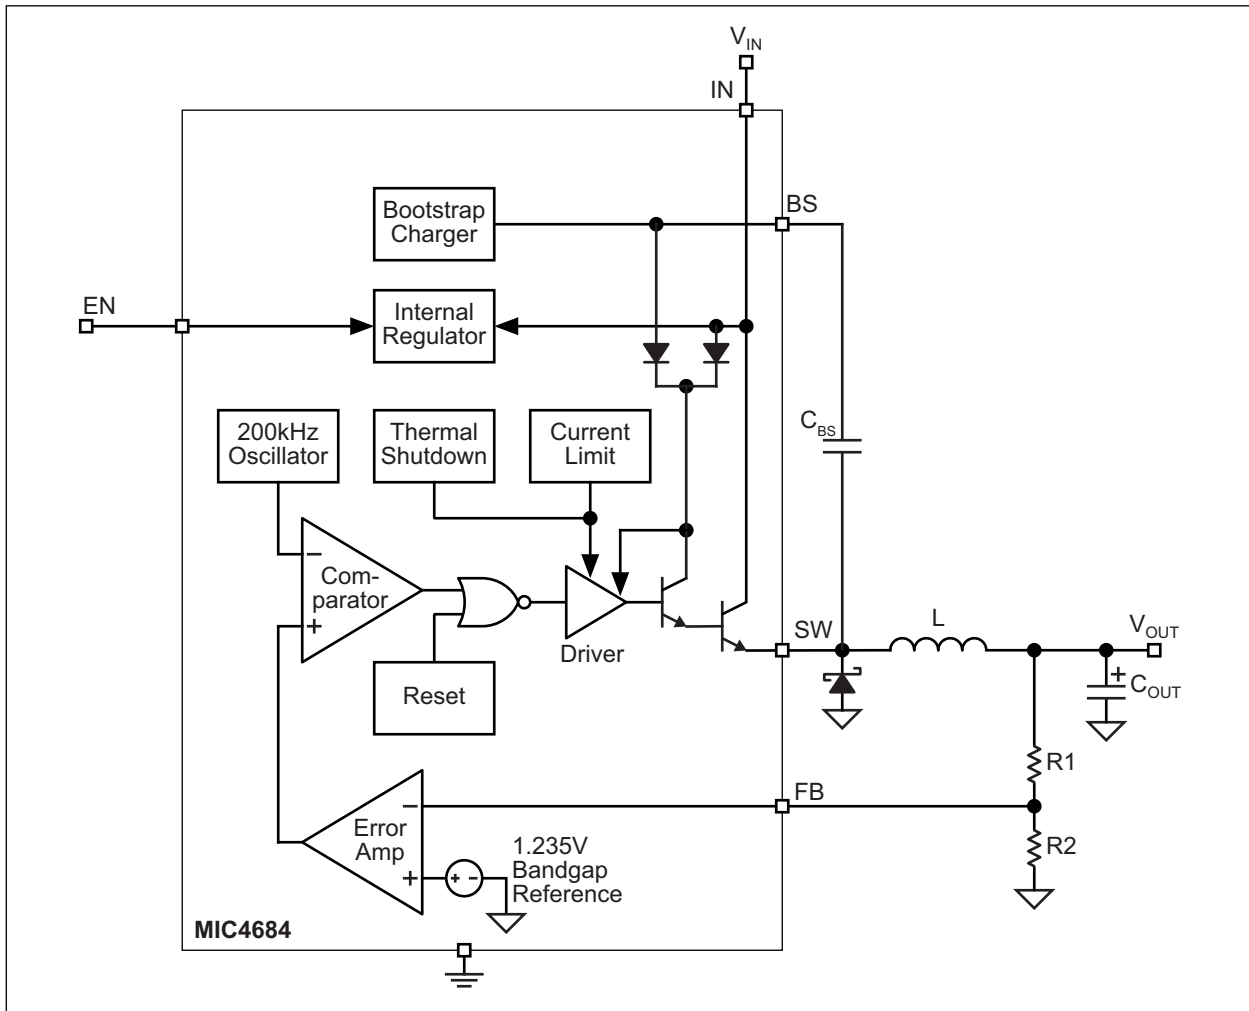 V_IN
IN
BS
Bootstrap
Charger
EN
Internal
Regulator
C_BS
200kHz
Oscillator
Thermal
Shutdown
Current
Limit
−
Com-
parator
+
Driver
SW
L
V_OUT
+
C_OUT
Reset
R1
FB
−
Error
Amp
+
+ -
1.235V
Bandgap
Reference
R2
MIC4684